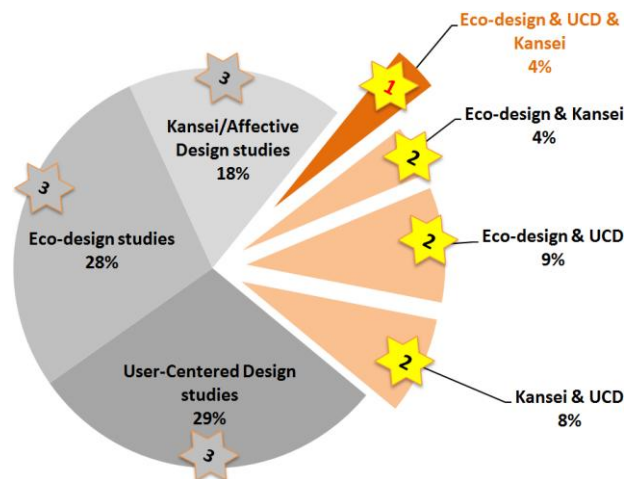 Eco-design & UCD &
Kansei
4%
1
3
Kansei/Affective
Design studies
18%
Eco-design & Kansei
4%
2
3
Eco-design studies
28%
Eco-design & UCD
9%
2
User-Centered Design
studies
29%
3
Kansei & UCD
8%
2